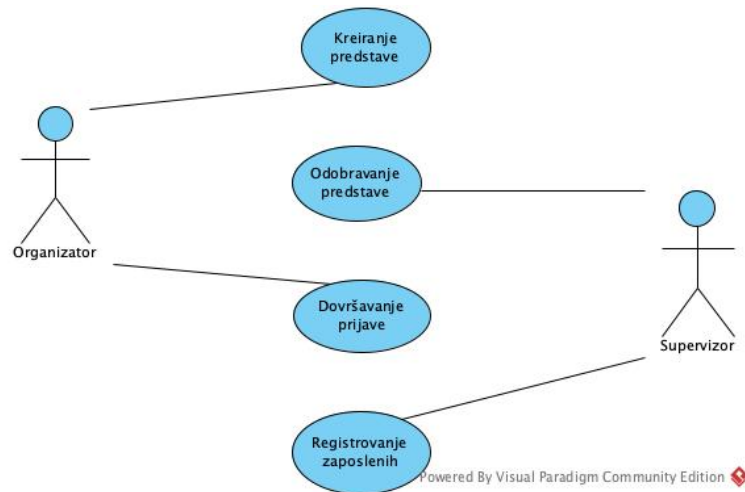 Kreiranje
predstave
Odobravanje
predstave
Organizator
Dovršavanje
prijave
Supervizor
Registrovanje
zaposlenih
Powered By Visual Paradigm Community Edition